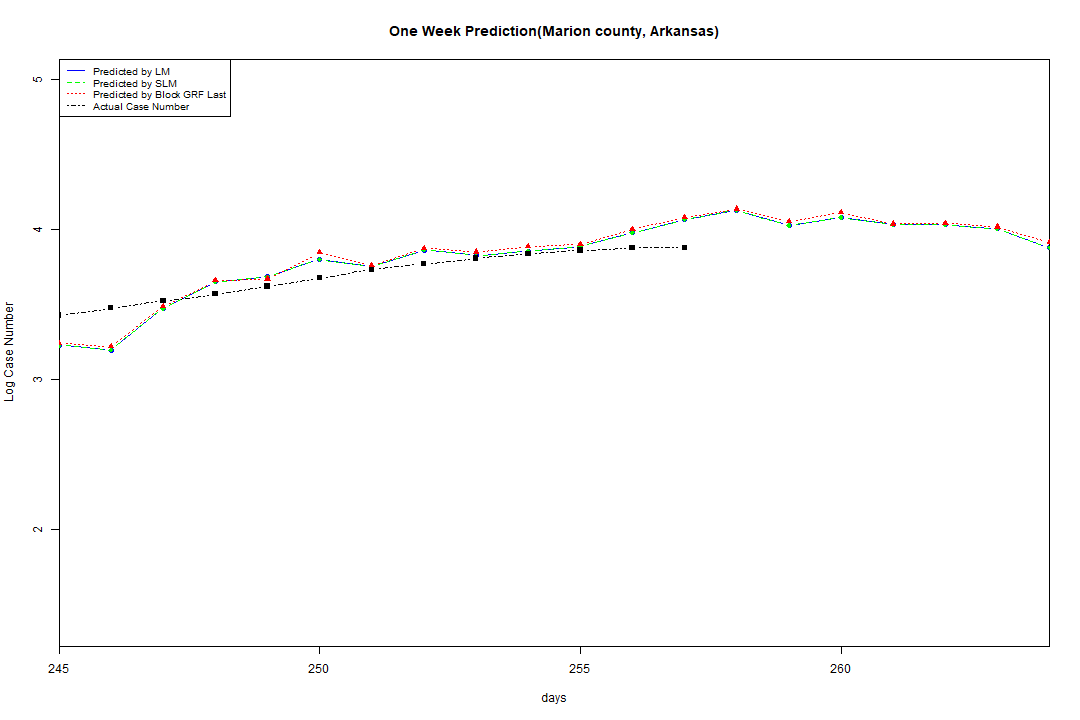 One Week Prediction(Marion county, Arkansas)
Predicted by LM
Predicted by SLM
Predicted by Block GRF Last
Actual Case Number
5
4
3
2
Log Case Number
245 250 255 260
days